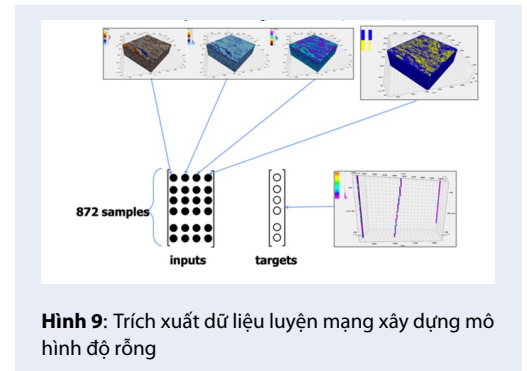 872 samples
inputs
targets
Hình 9: Trích xuất dữ liệu luyện mạng xây dựng mô
hình độ rỗng